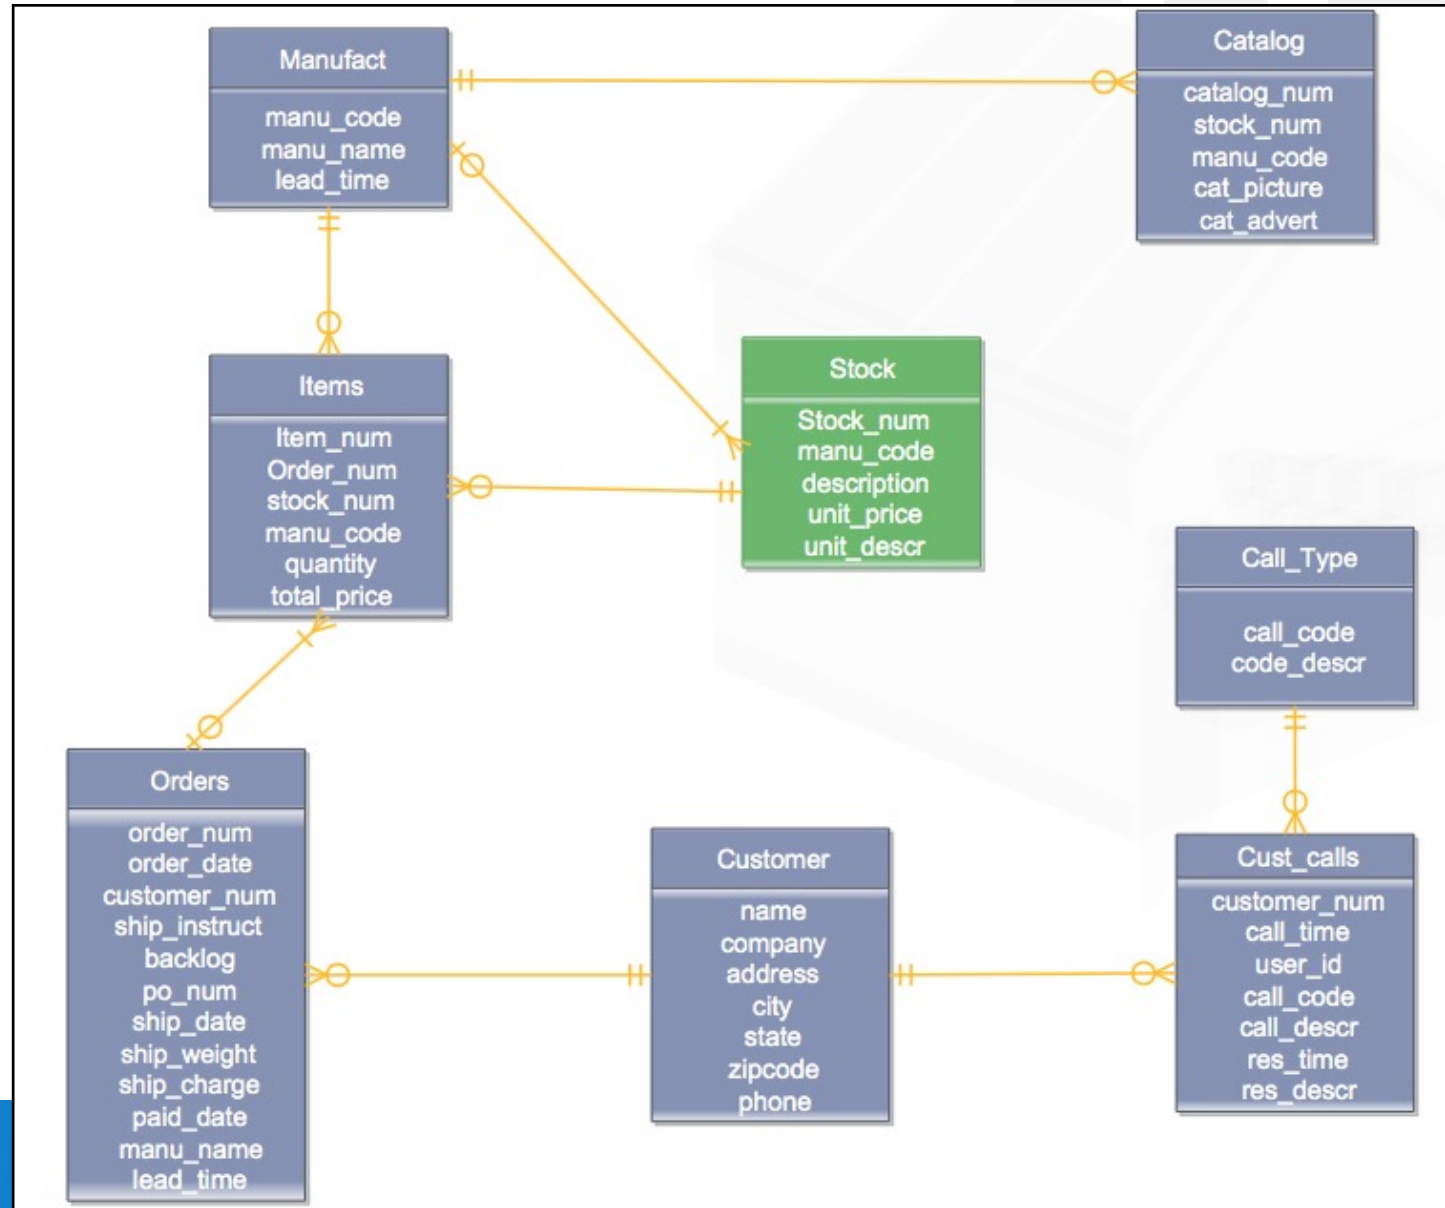 Manufact
manu_code
manu_name
lead_time
Catalog
catalog_num
stock_num
manu_code
cat_picture
cat_advert
Items
Item_num
Order_num
stock_num
manu_code
quantity
total_price
Stock
Stock_num
manu_code
description
unit_price
unit_descr
Call_Type
call_code
code_descr
Orders
order_num
order_date
customer_num
ship_instruct
backlog
po_num
ship_date
ship_weight
ship_charge
paid_date
manu_name
lead_time
Customer
name
company
address
city
state
zipcode
phone
Cust_calls
customer_num
call_time
user_id
call_code
call_descr
res_time
res_descr